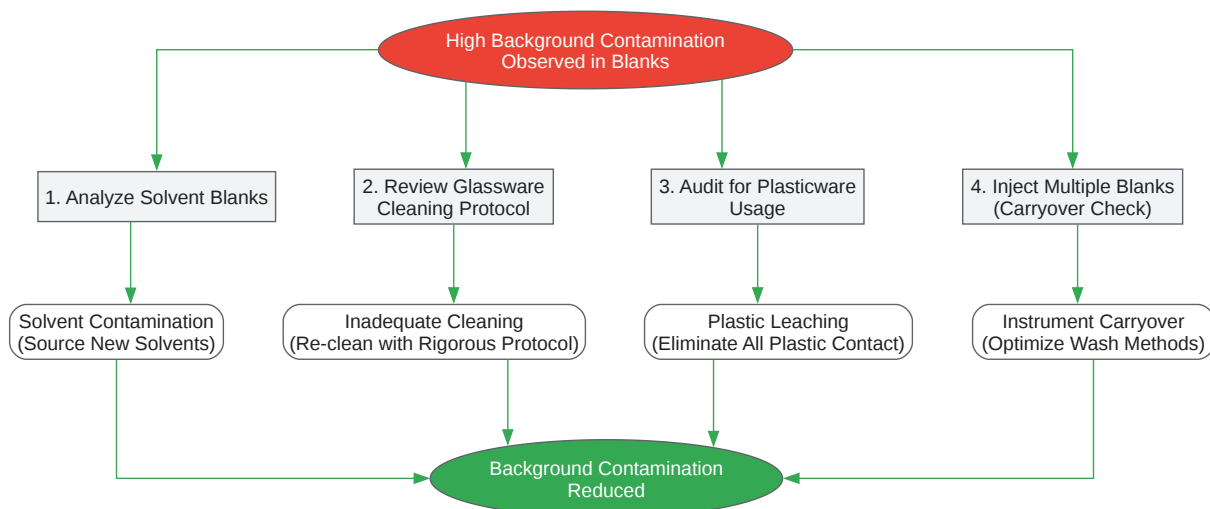 High Background Contamination
Observed in Blanks
1. Analyze Solvent Blanks
2. Review Glassware
Cleaning Protocol
3. Audit for Plasticware
Usage
4. Inject Multiple Blanks
(Carryover Check)
Solvent Contamination
(Source New Solvents)
Inadequate Cleaning
(Re-clean with Rigorous Protocol)
Plastic Leaching
(Eliminate All Plastic Contact)
Instrument Carryover
(Optimize Wash Methods)
Background Contamination
Reduced